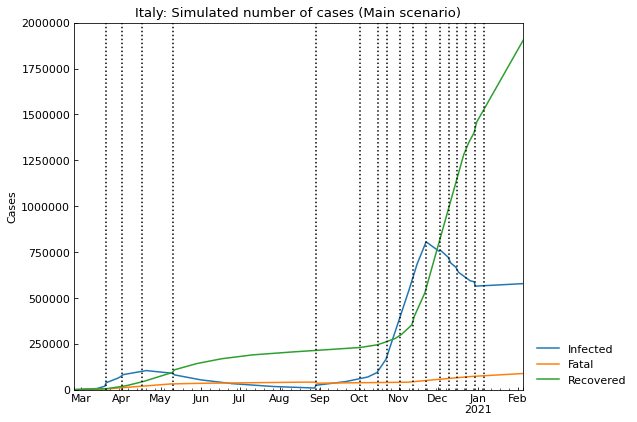 Italy: Simulated number of cases (Main scenario)
2000000
1750000
1500000
1250000
1000000
750000
500000
250000
0
Cases
Mar Apr May Jun Jul Aug Sep Oct Nov Dec Jan Feb
2021
Infected
Fatal
Recovered